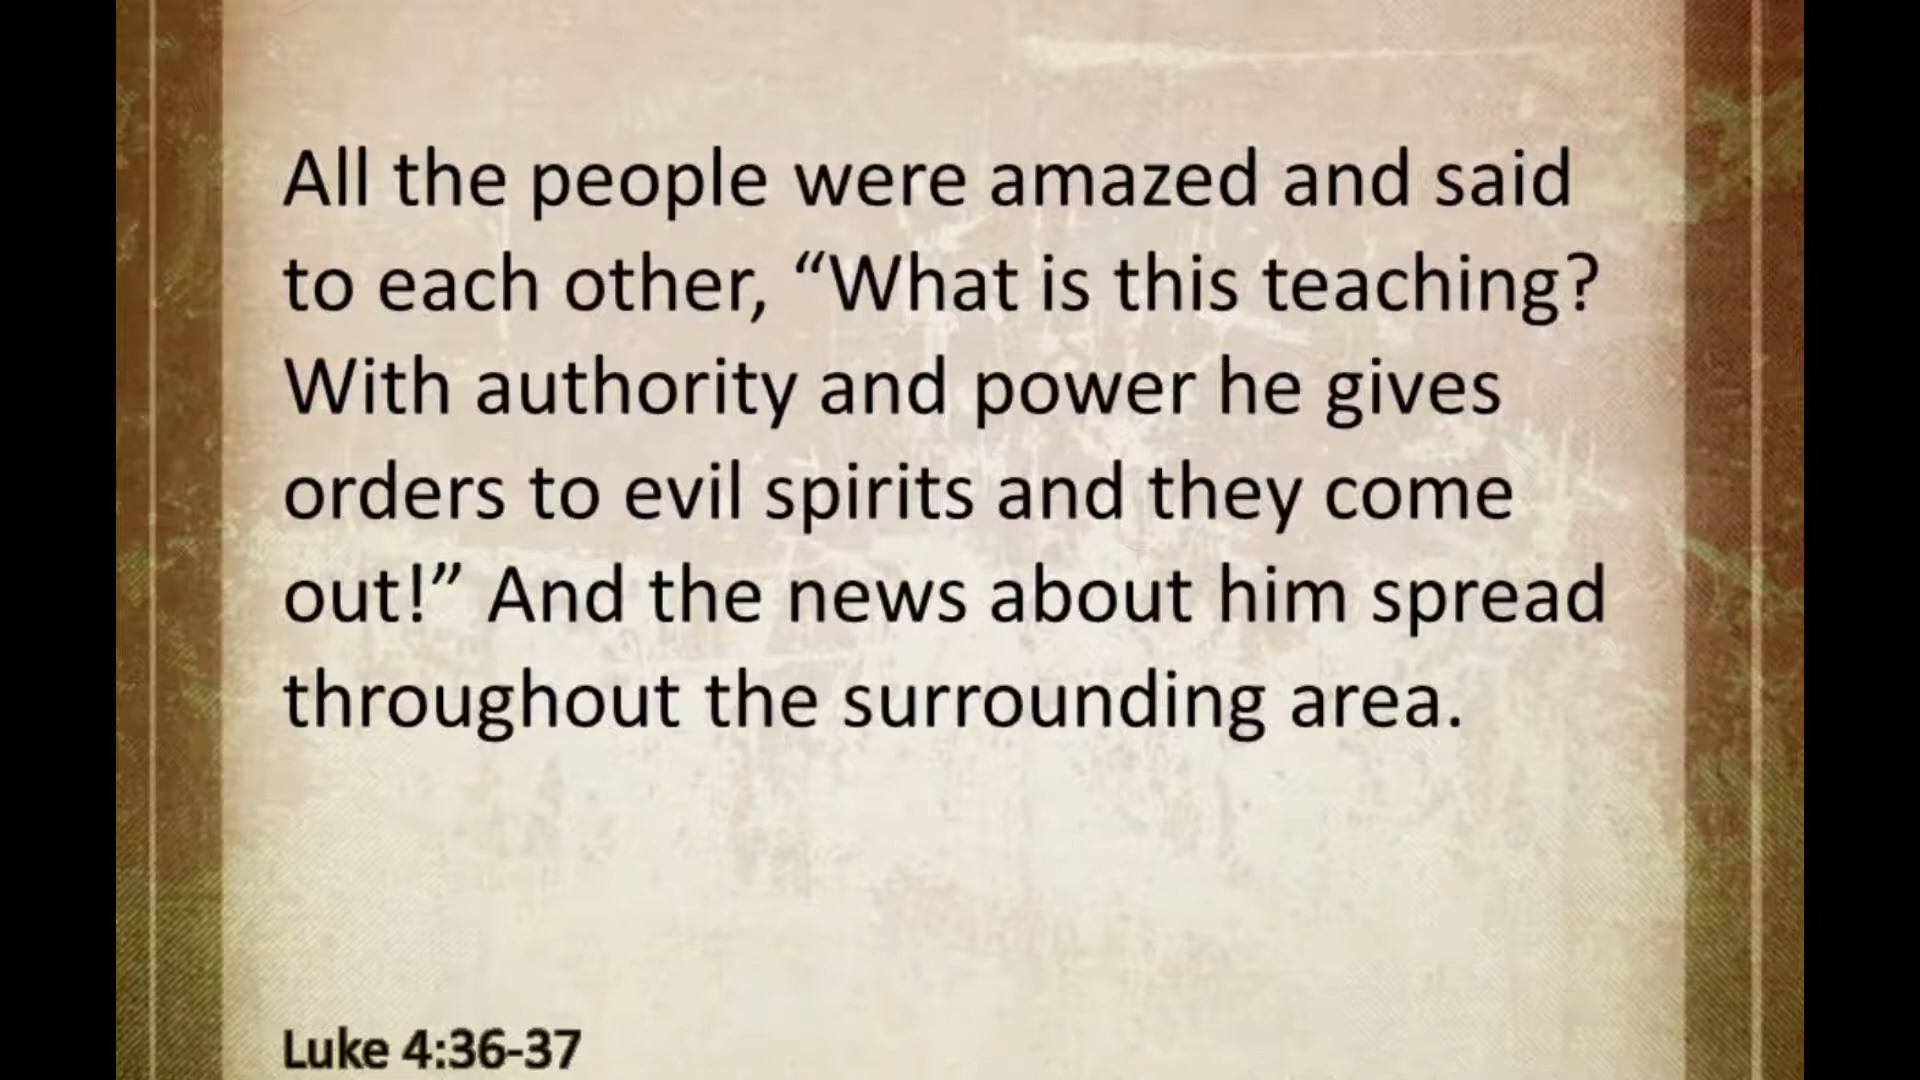 All the people were amazed and said
to each other, “What is this teaching?
With authority and power he gives
orders to evil spirits and they come
out!” And the news about him spread
throughout the surrounding area.
Luke 4:36-37